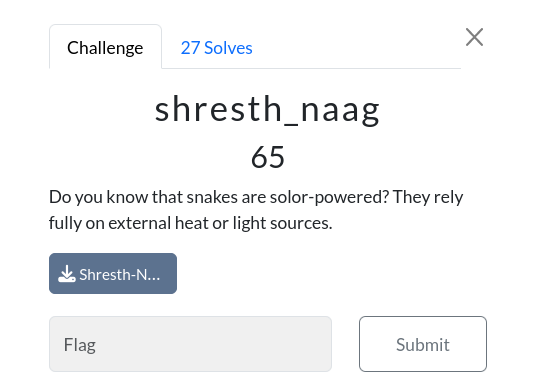 Challenge
27 Solves
shresth_naag
65
Do you know that snakes are solor-powered? They rely
fully on external heat or light sources.
Shresth-N...
Flag
Submit